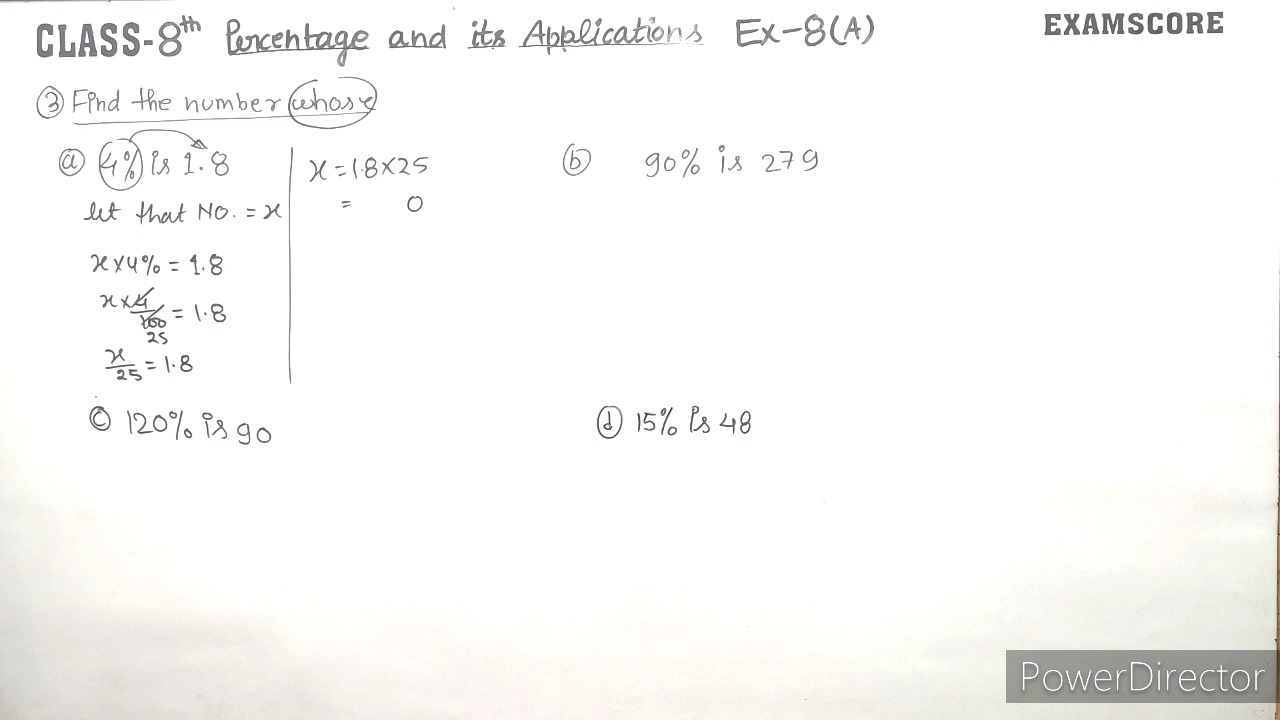 CLASS-8th Percentage and its Applications Ex-8(A)
EXAMSCORE
③ Find the number whose
ⓐ 4% is 1.8
let that No. = x
x×4% = 1.8
x×4/100 = 1.8
25
x/25 = 1.8
x = 1.8×25
= 0
ⓑ 90% is 279
ⓒ 120% is 90
ⓓ 15% is 48
PowerDirector